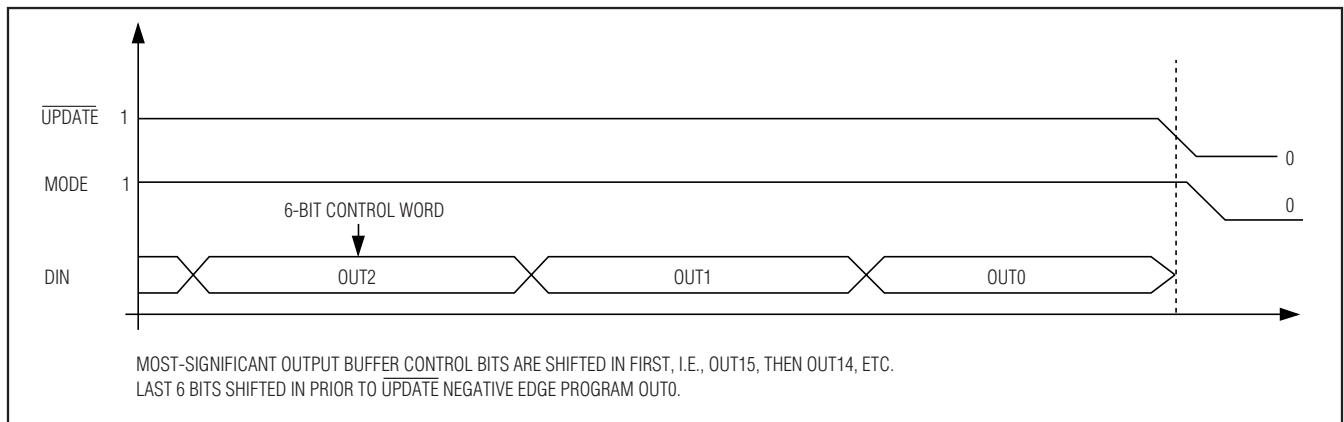 UPDATE 1
0
MODE 1
0
6-BIT CONTROL WORD
DIN OUT2 OUT1 OUT0
MOST-SIGNIFICANT OUTPUT BUFFER CONTROL BITS ARE SHIFTED IN FIRST, I.E., OUT15, THEN OUT14, ETC.
LAST 6 BITS SHIFTED IN PRIOR TO UPDATE NEGATIVE EDGE PROGRAM OUT0.